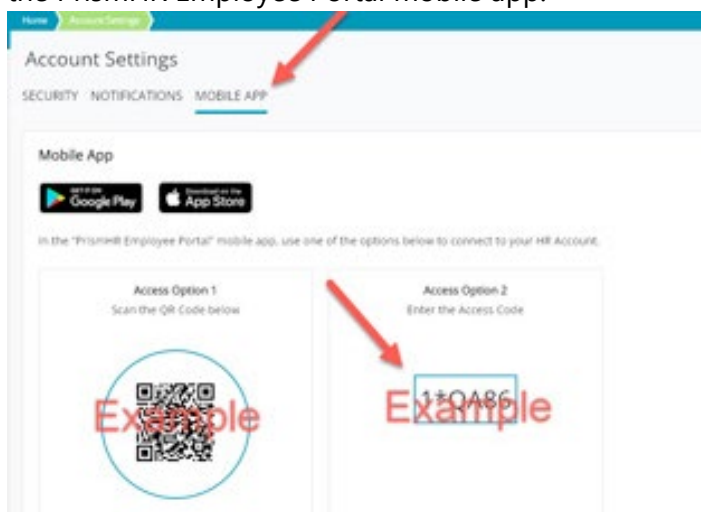 the PrismHR Employee Portal mobile app.
Home Account Settings
Account Settings
SECURITY NOTIFICATIONS MOBILE APP
Mobile App
GET IT ON
Google Play
Download on the
App Store
In the "PrismHR Employee Portal" mobile app, use one of the options below to connect to your HR Account.
Access Option 1
Scan the QR Code below
Example
Access Option 2
Enter the Access Code
1*QA86
Example